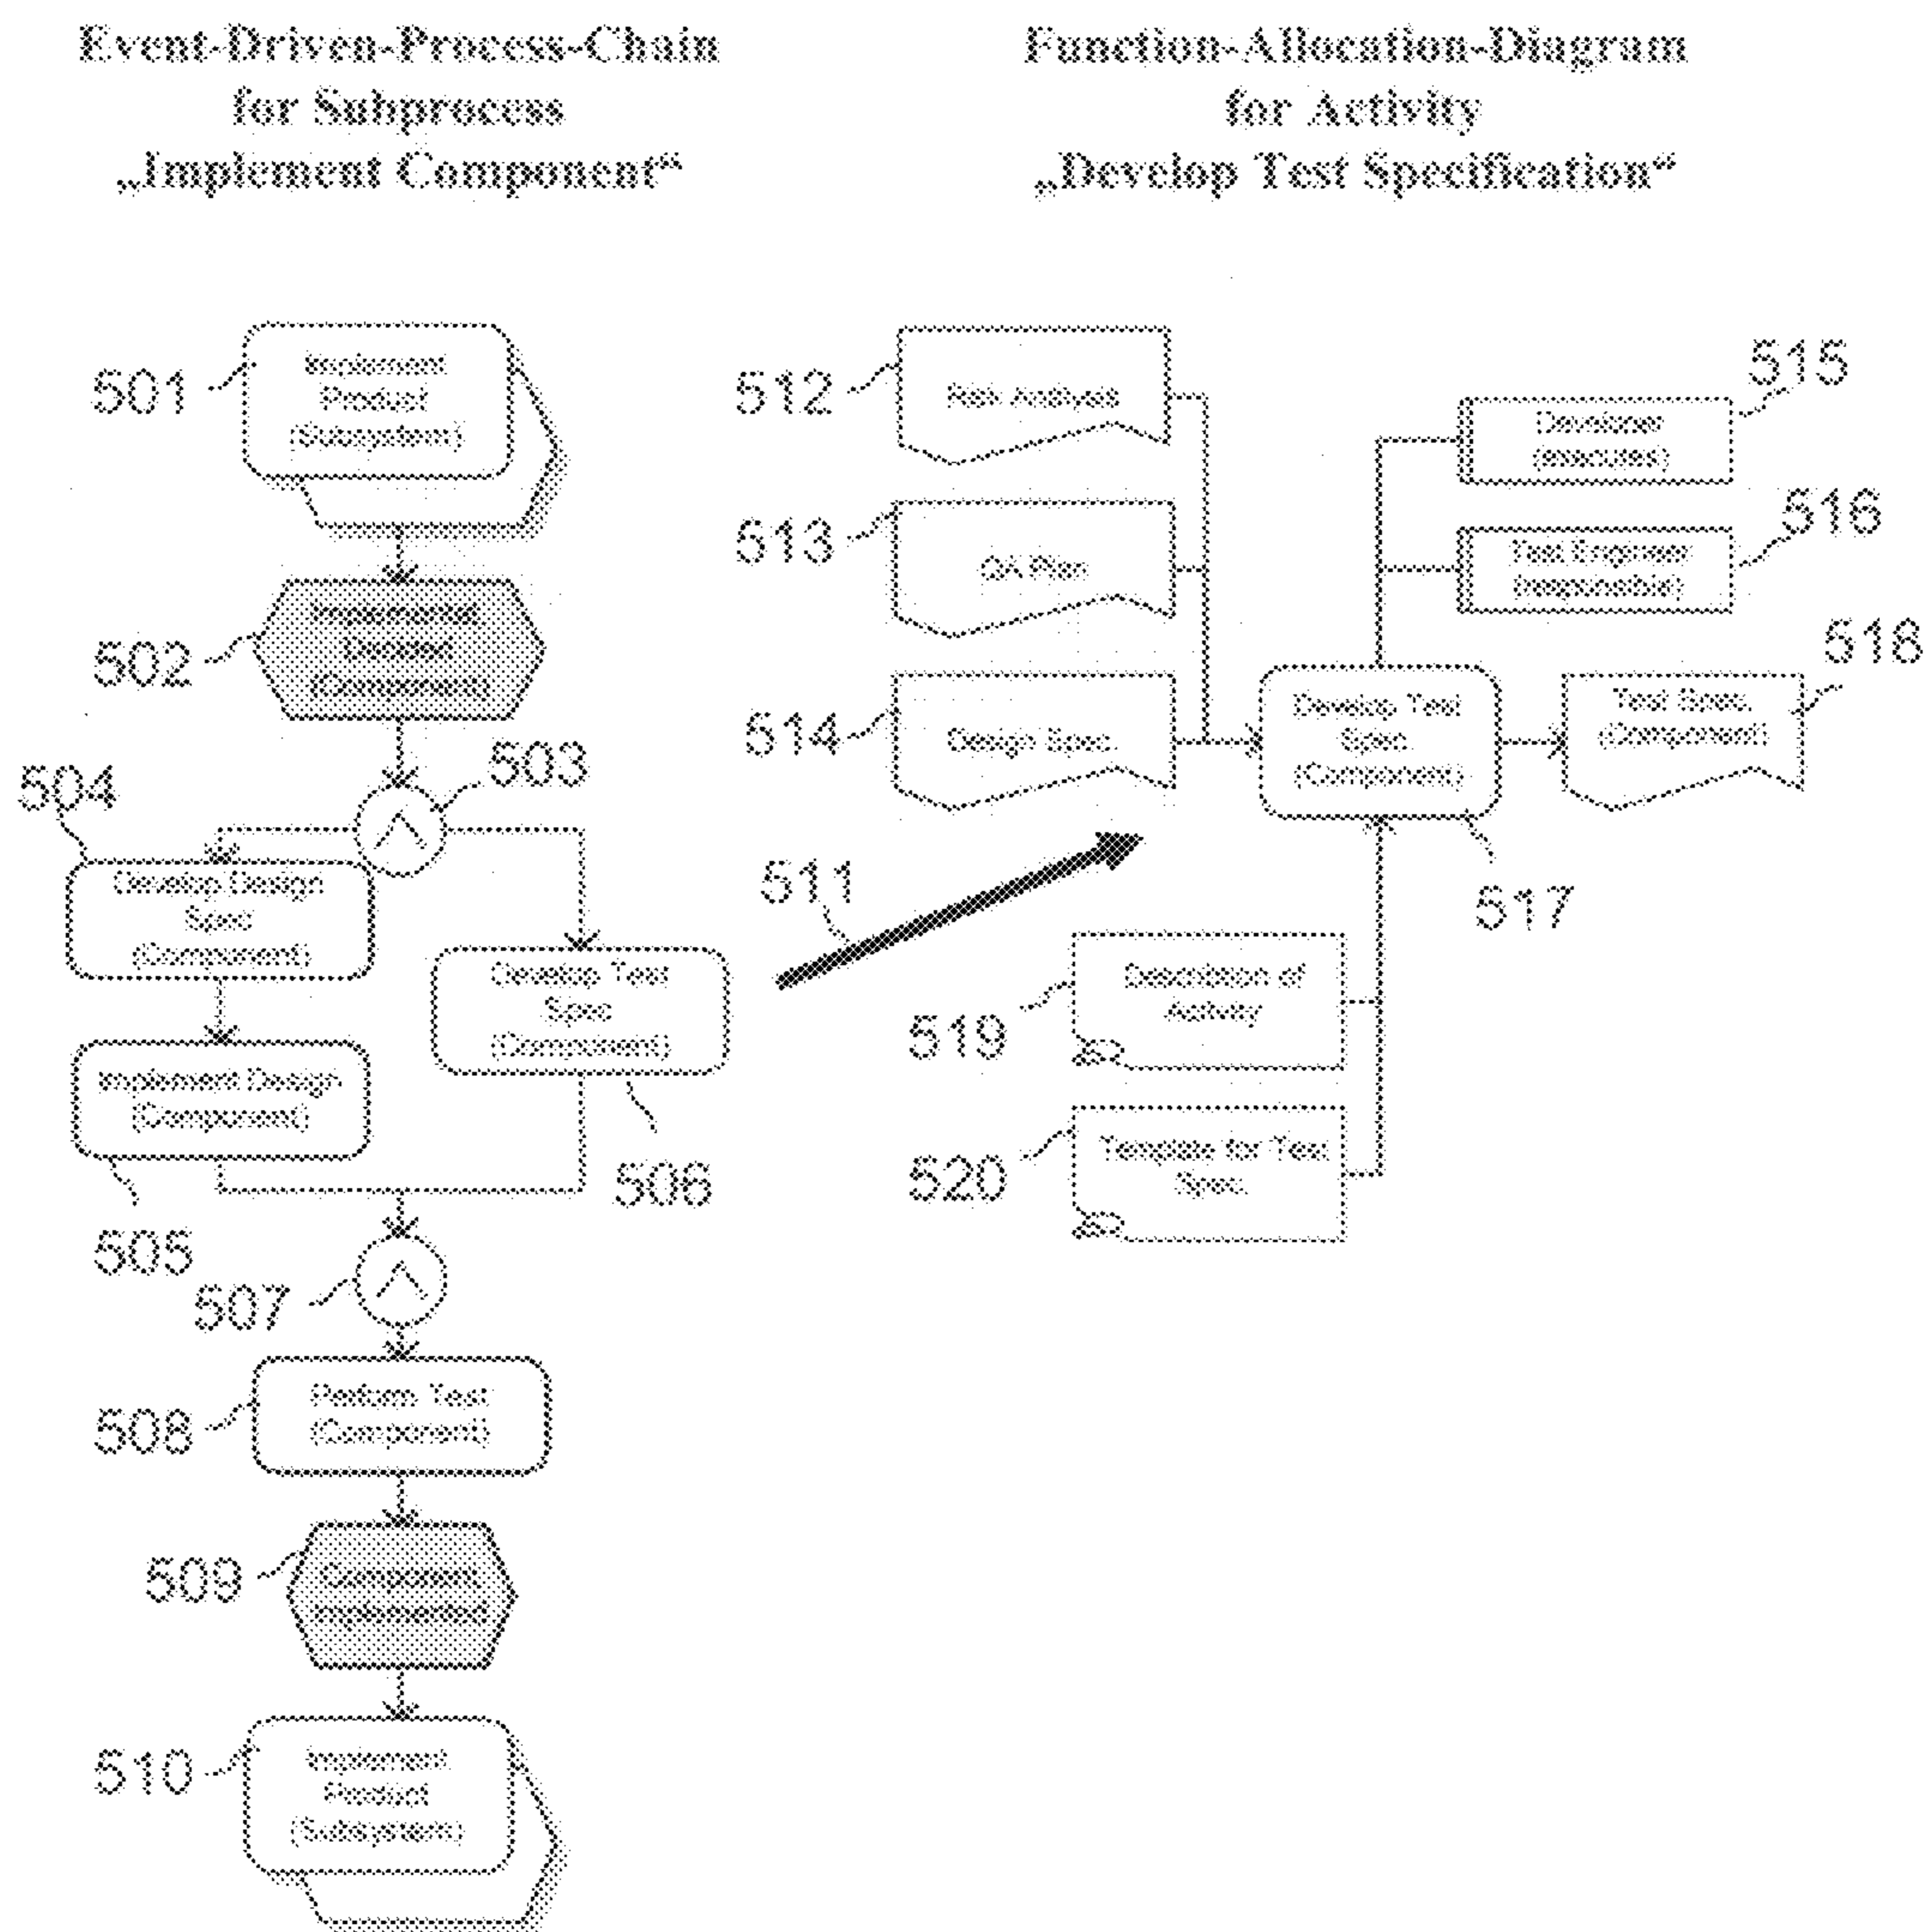 Event-Driven-Process-Chain
for Subprocess
„Implement Component“
Function-Allocation-Diagram
for Activity
„Develop Test Specification“
501
Implement
Product
(Subsystem)
502
(Component)
503
504
Develop Design
Spec
(Component)
505
Implement Design
(Component)
506
Develop Test
Spec
(Component)
507
508
Perform Test
(Component)
509
Component
Implemented
510
Implement
Product
(Subsystem)
511
512
Risk Analysis
513
QA Plan
514
Design Spec.
515
Developer
(executes)
516
Test Engineer
(responsible)
517
Develop Test
Spec.
(Component)
518
Test Spec.
(Component)
519
Description of
Activity
520
Template for Test
Spec.